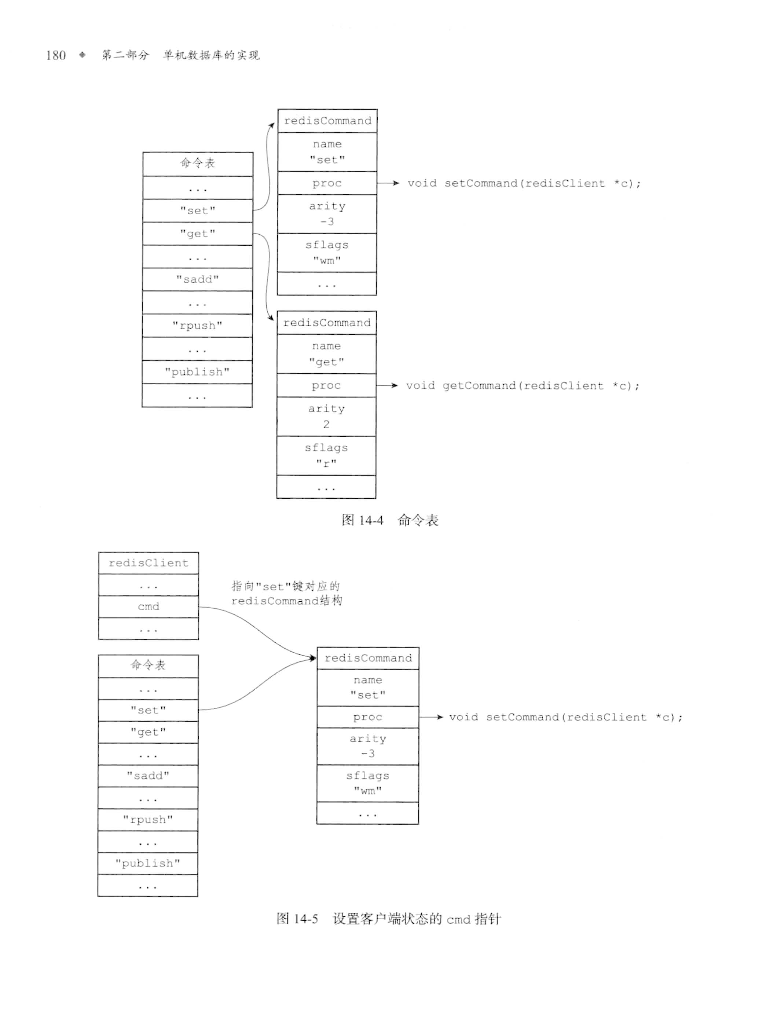 180 第二部分 单机数据库的实现
命令表
...
"set"
"get"
...
"sadd"
...
"rpush"
...
"publish"
...
redisCommand
name
"set"
proc
arity
-3
sflags
"wm"
...
void setCommand(redisClient *c);
redisCommand
name
"get"
proc
arity
2
sflags
"r"
...
void getCommand(redisClient *c);
图 14-4 命令表
redisClient
...
cmd
...
指向"set"键对应的
redisCommand结构
命令表
...
"set"
"get"
...
"sadd"
...
"rpush"
...
"publish"
...
redisCommand
name
"set"
proc
arity
-3
sflags
"wm"
...
void setCommand(redisClient *c);
图 14-5 设置客户端状态的 cmd 指针